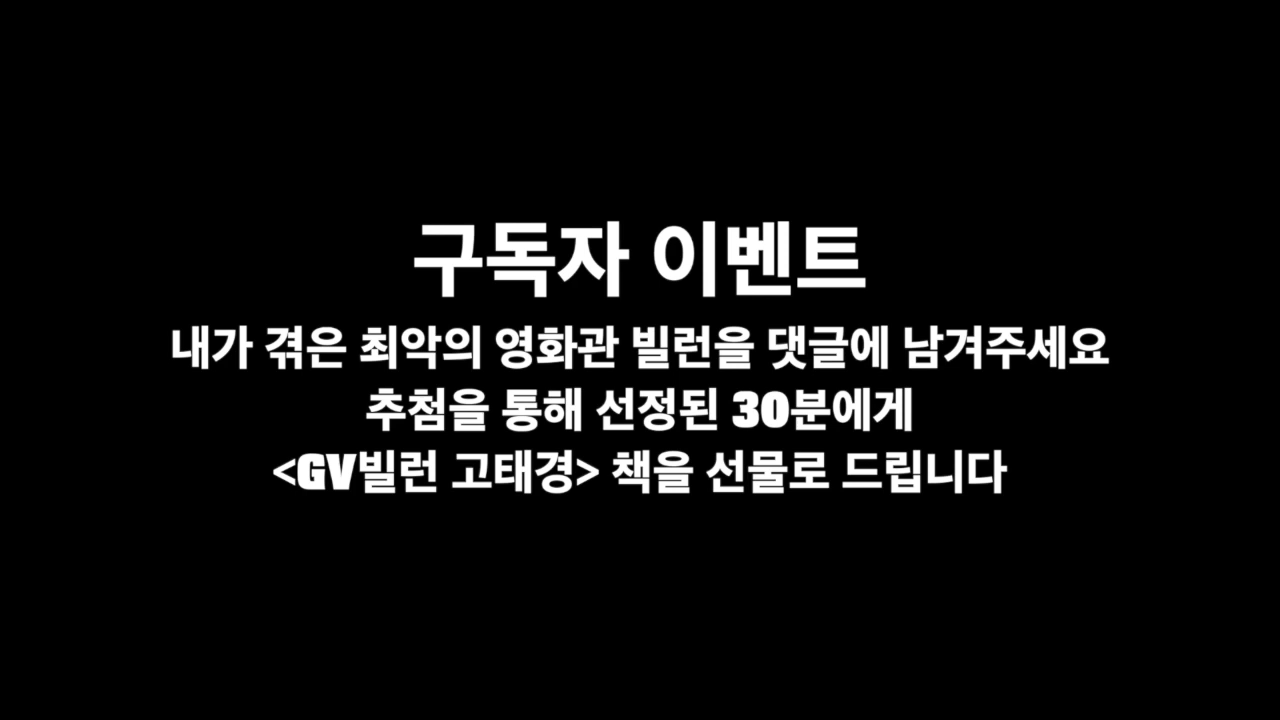 구독자 이벤트
내가 겪은 최악의 영화관 빌런을 댓글에 남겨주세요
추첨을 통해 선정된 30분에게
<GV빌런 고태경> 책을 선물로 드립니다